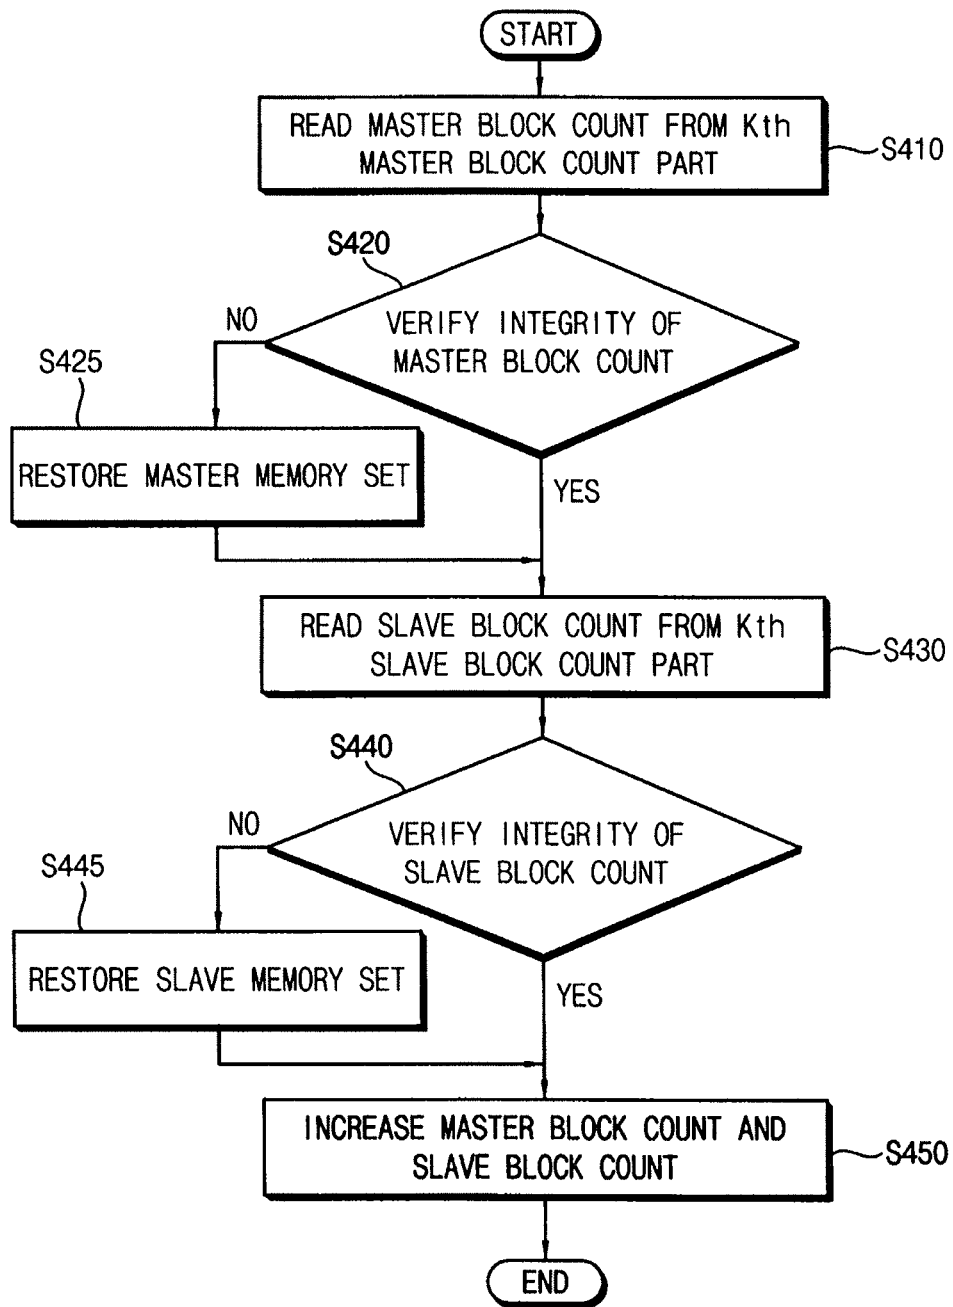 START
READ MASTER BLOCK COUNT FROM Kth
MASTER BLOCK COUNT PART
S410
S420
VERIFY INTEGRITY OF
MASTER BLOCK COUNT
NO
S425
RESTORE MASTER MEMORY SET
YES
READ SLAVE BLOCK COUNT FROM Kth
SLAVE BLOCK COUNT PART
S430
S440
VERIFY INTEGRITY OF
SLAVE BLOCK COUNT
NO
S445
RESTORE SLAVE MEMORY SET
YES
INCREASE MASTER BLOCK COUNT AND
SLAVE BLOCK COUNT
S450
END